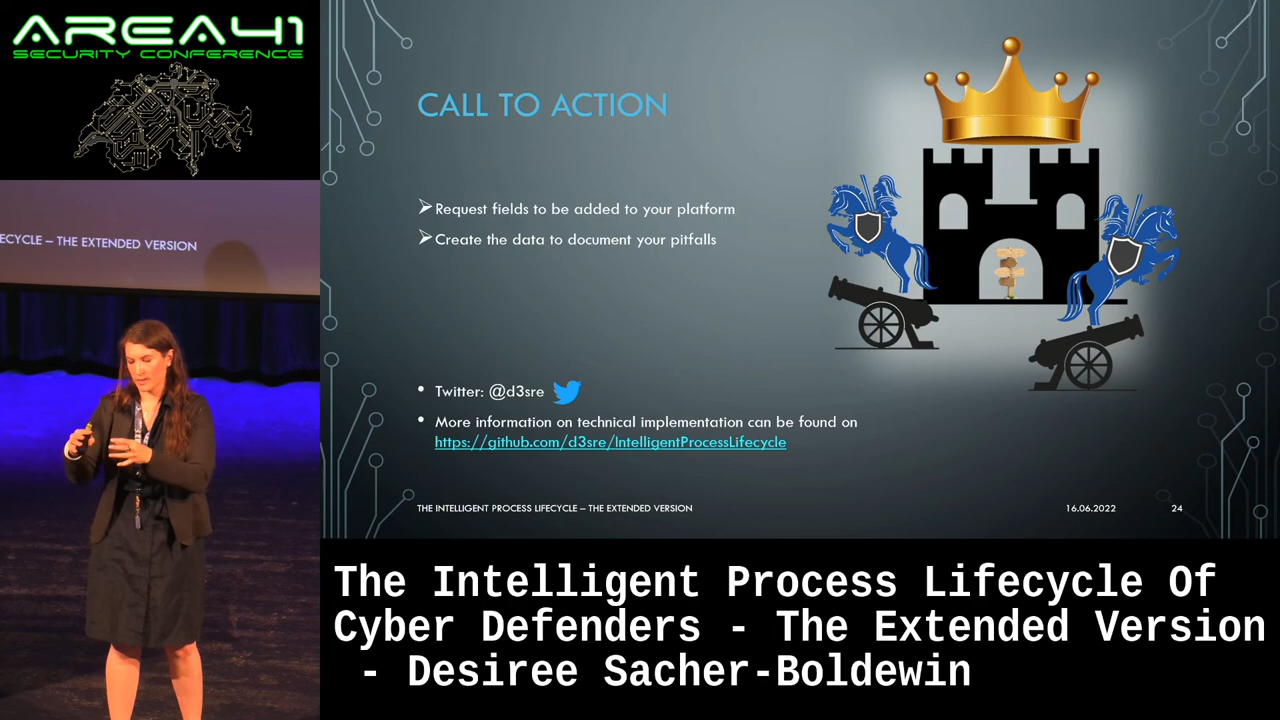 AREA41
SECURITY CONFERENCE
ECYCLE – THE EXTENDED VERSION
CALL TO ACTION
Request fields to be added to your platform
Create the data to document your pitfalls
Twitter: @d3sre
More information on technical implementation can be found on
https://github.com/d3sre/IntelligentProcessLifecycle
THE INTELLIGENT PROCESS LIFECYCLE – THE EXTENDED VERSION
16.06.2022
24
The Intelligent Process Lifecycle Of
Cyber Defenders - The Extended Version
- Desiree Sacher-Boldewin